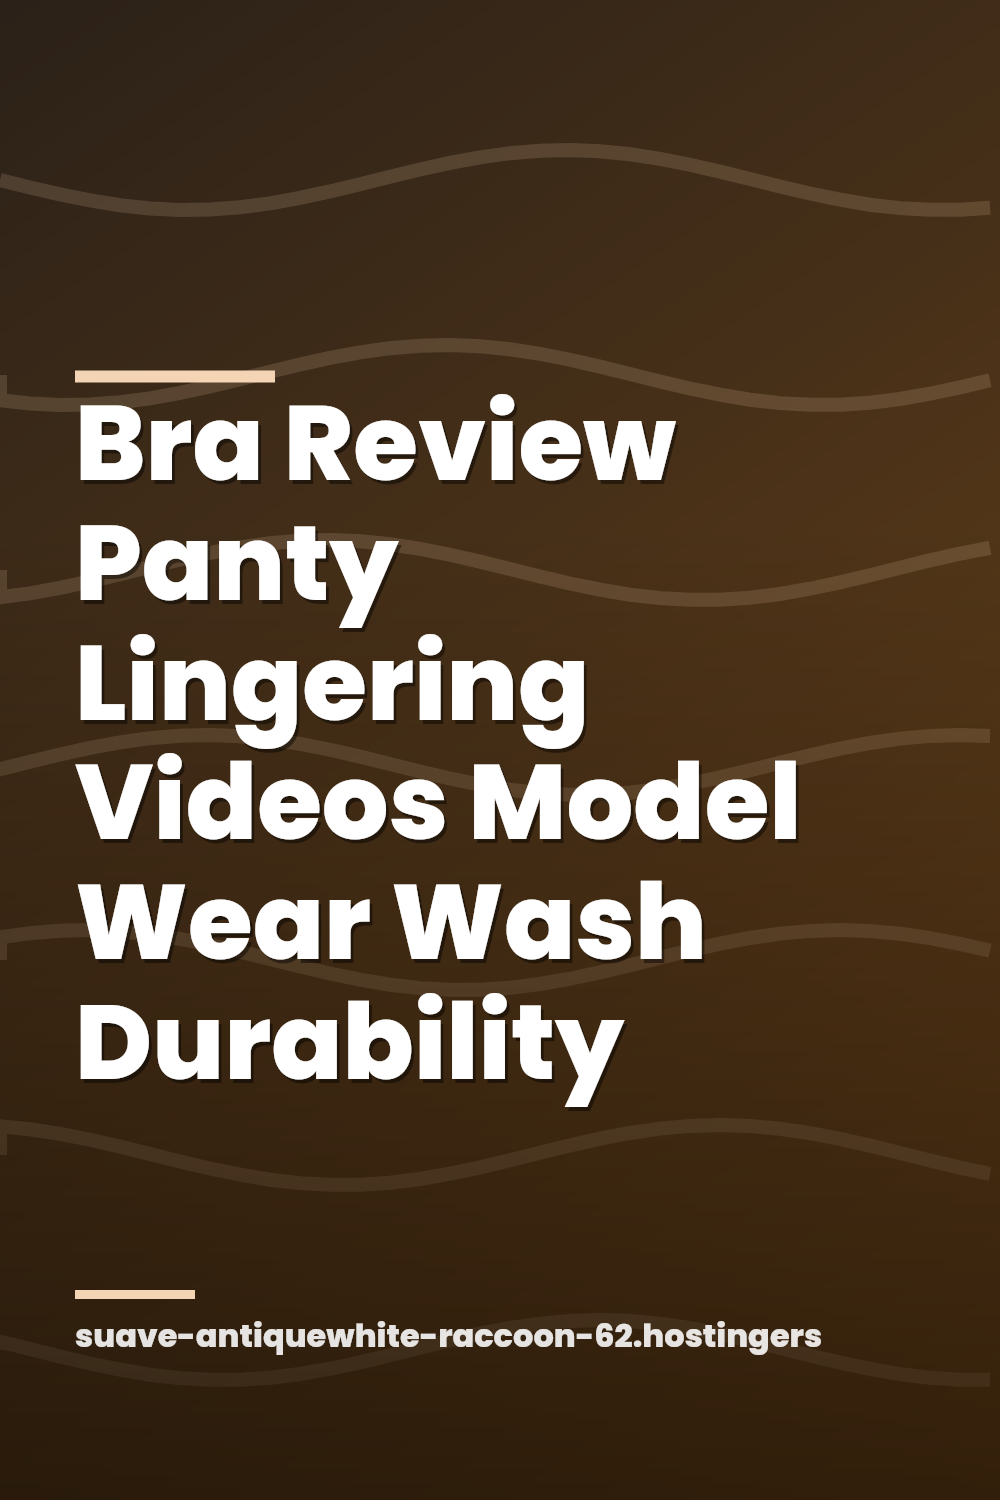 Bra Review
Panty
Lingering
Videos Model
Wear Wash
Durability
suave-antiquewhite-raccoon-62.hostingers